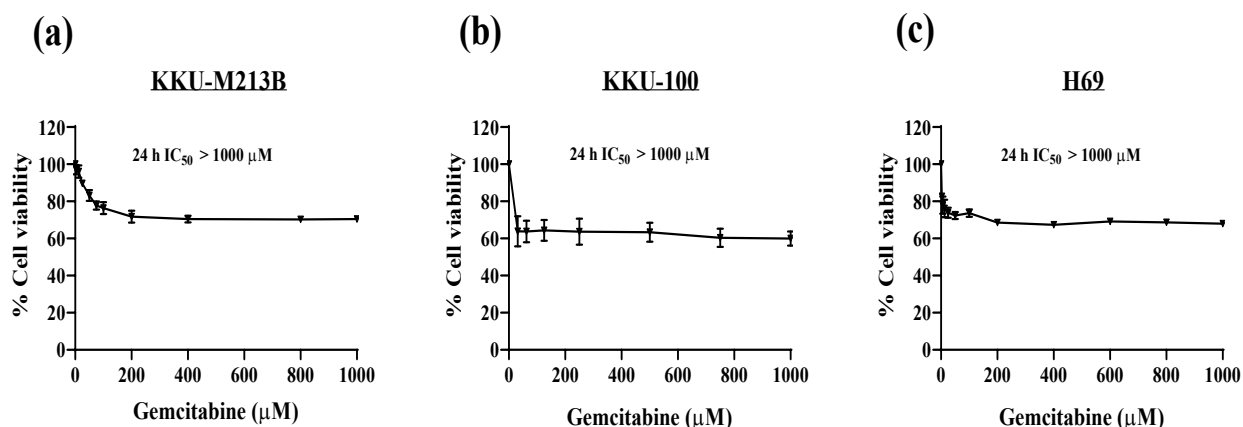 (a)
KKU-M213B
24 h IC50 > 1000 μM
% Cell viability
120
100
80
60
40
20
0
0 200 400 600 800 1000
Gemcitabine (μM)
(b)
KKU-100
24 h IC50 > 1000 μM
% Cell viability
120
100
80
60
40
20
0
0 200 400 600 800 1000
Gemcitabine (μM)
(c)
H69
24 h IC50 > 1000 μM
% Cell viability
120
100
80
60
40
20
0
0 200 400 600 800 1000
Gemcitabine (μM)